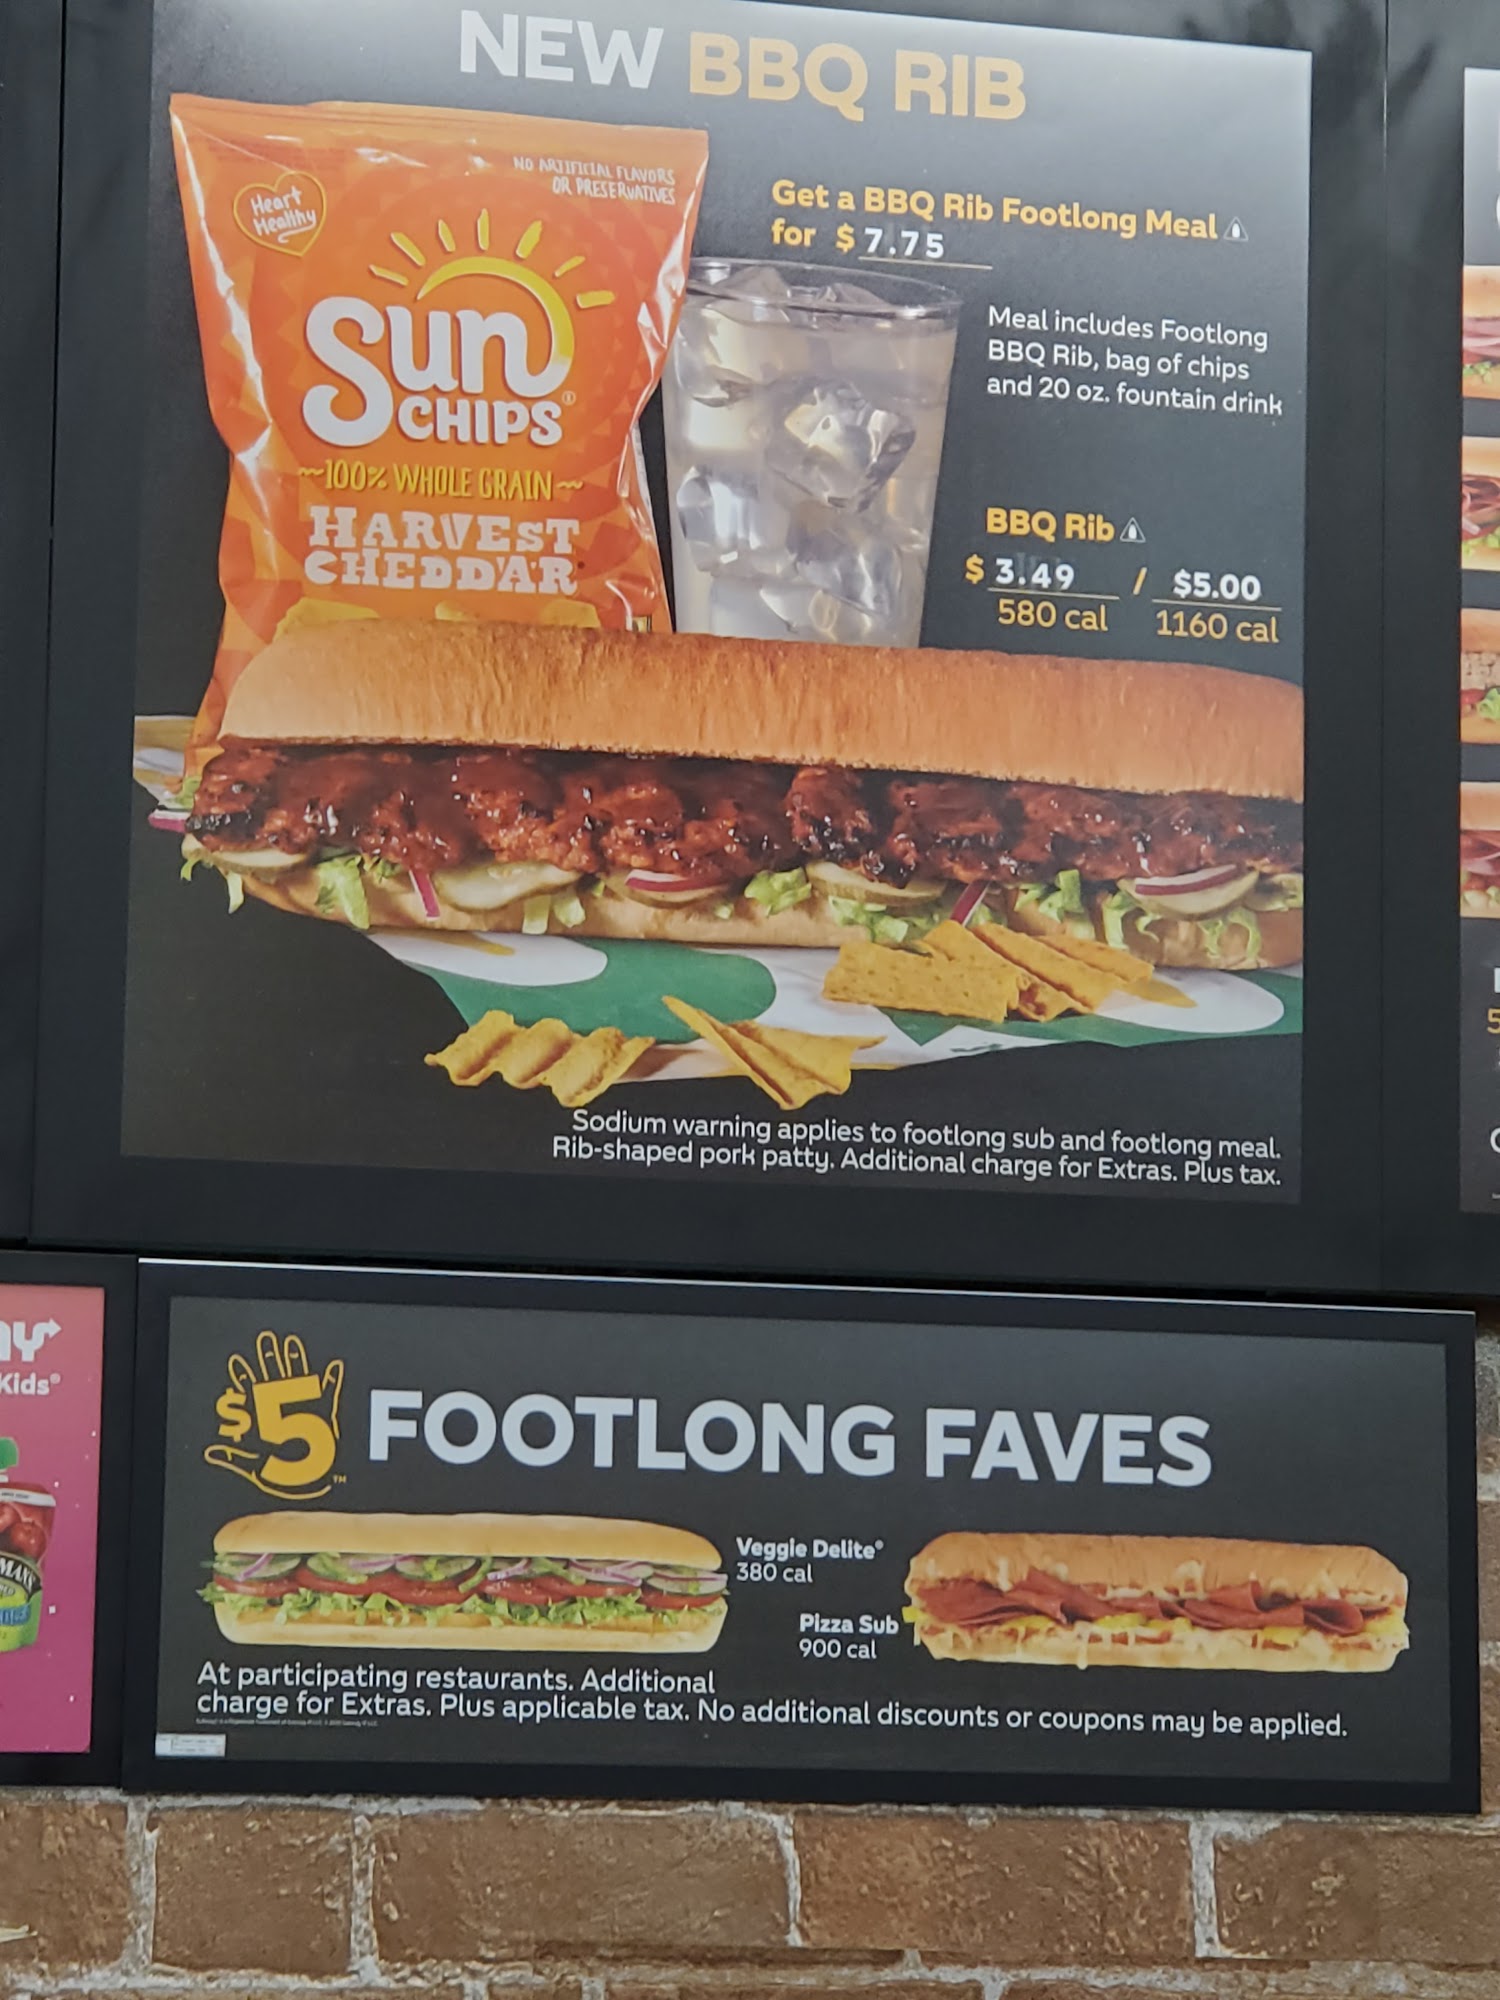 NEW BBQ RIB
NO ARTIFICIAL FLAVORS
OR PRESERVATIVES
Heart
Healthy
Sun
CHIPS®
~100% WHOLE GRAIN~
HARVEST
CHEDDAR
Get a BBQ Rib Footlong Meal
for $ 7.75
Meal includes Footlong
BBQ Rib, bag of chips
and 20 oz. fountain drink
BBQ Rib
$ 3.49 / $5.00
580 cal 1160 cal
Sodium warning applies to footlong sub and footlong meal.
Rib-shaped pork patty. Additional charge for Extras. Plus tax.
AY
Kids®
$5™ FOOTLONG FAVES
Veggie Delite®
380 cal
Pizza Sub
900 cal
At participating restaurants. Additional
charge for Extras. Plus applicable tax. No additional discounts or coupons may be applied.